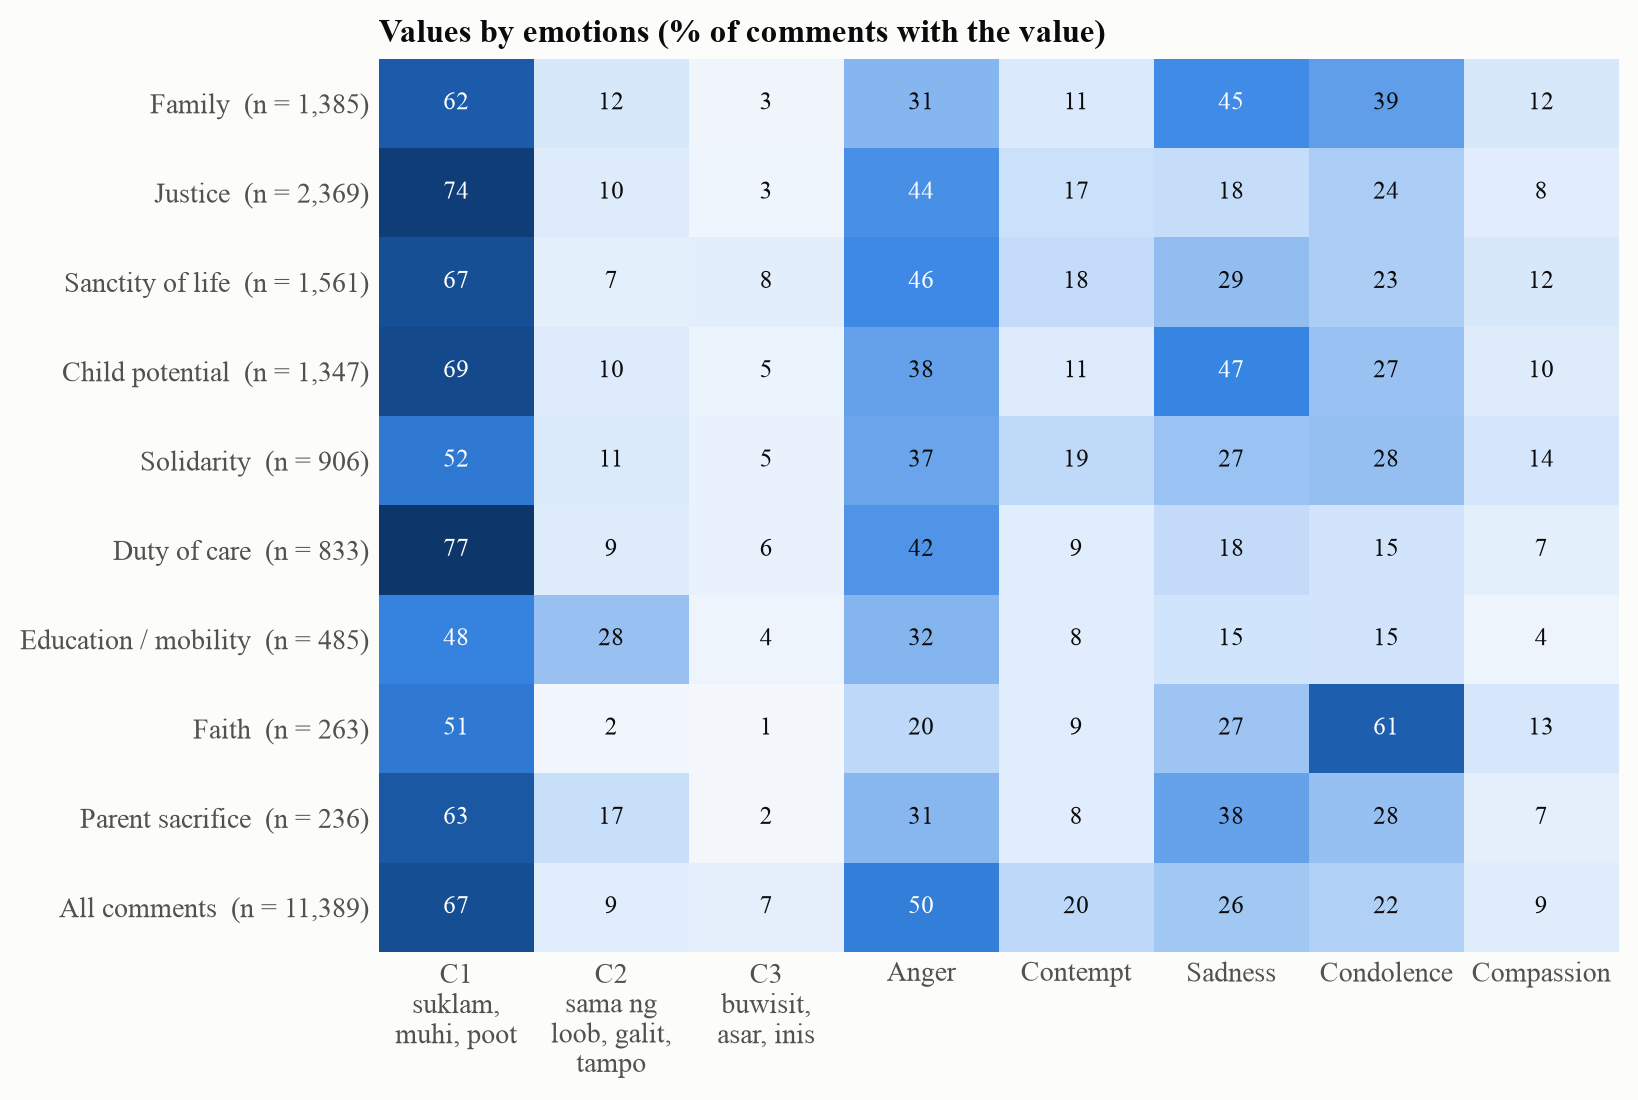 Values by emotions (% of comments with the value)
Family (n = 1,385) 62 12 3 31 11 45 39 12
Justice (n = 2,369) 74 10 3 44 17 18 24 8
Sanctity of life (n = 1,561) 67 7 8 46 18 29 23 12
Child potential (n = 1,347) 69 10 5 38 11 47 27 10
Solidarity (n = 906) 52 11 5 37 19 27 28 14
Duty of care (n = 833) 77 9 6 42 9 18 15 7
Education / mobility (n = 485) 48 28 4 32 8 15 15 4
Faith (n = 263) 51 2 1 20 9 27 61 13
Parent sacrifice (n = 236) 63 17 2 31 8 38 28 7
All comments (n = 11,389) 67 9 7 50 20 26 22 9
C1 C2 C3 Anger Contempt Sadness Condolence Compassion
suklam, sama ng buwisit,
muhi, poot loob, galit, asar, inis
tampo